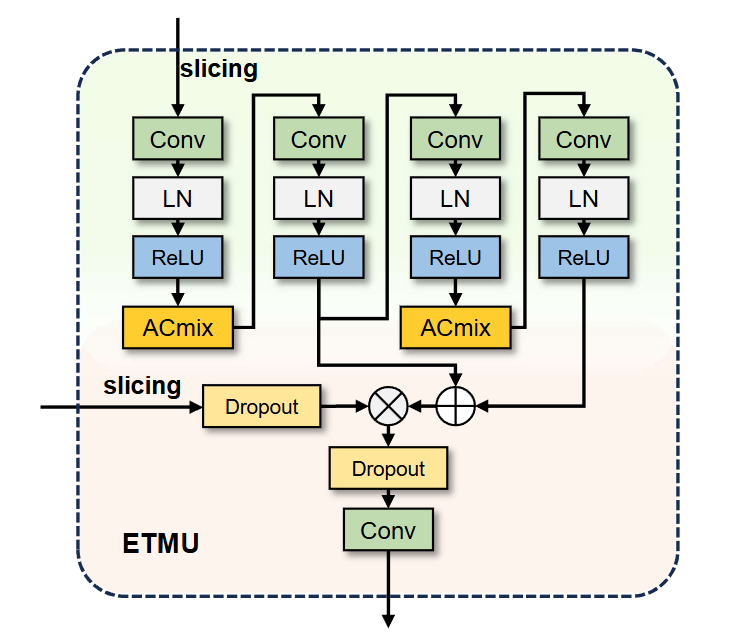 slicing
Conv
Conv
Conv
Conv
LN
LN
LN
LN
ReLU
ReLU
ReLU
ReLU
ACmix
ACmix
slicing
Dropout
Dropout
Conv
ETMU